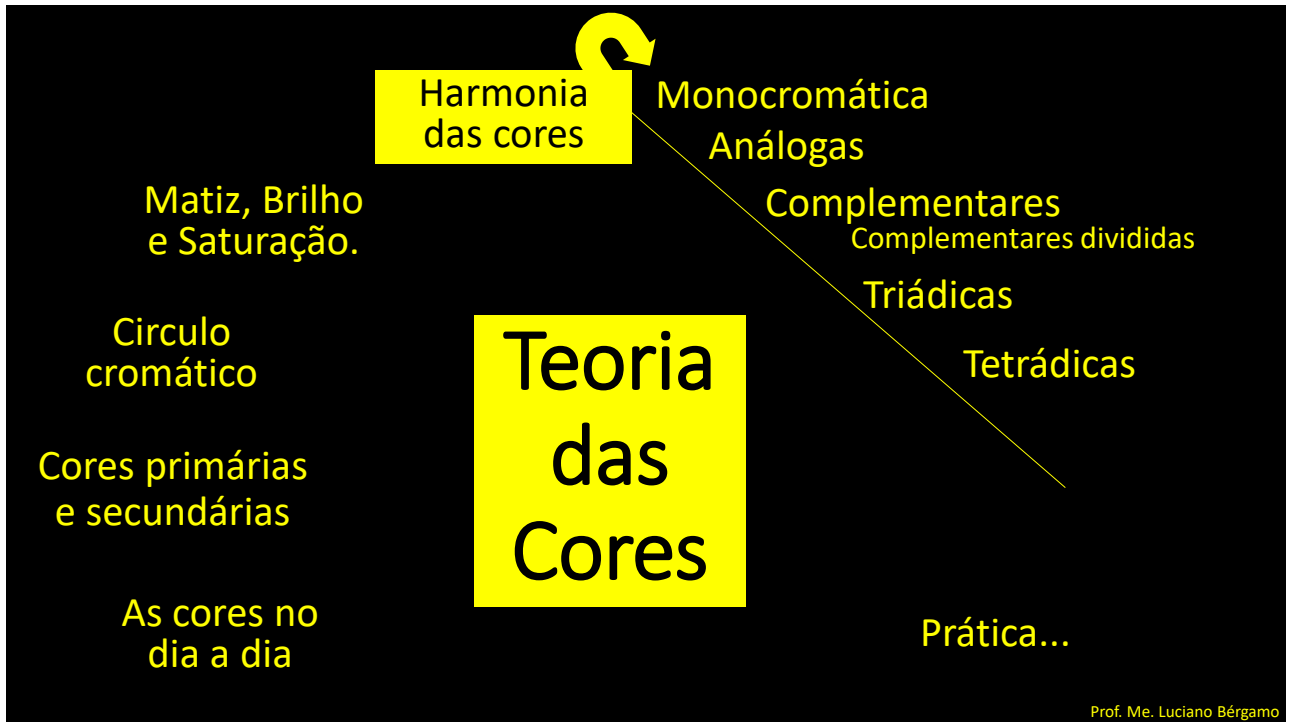 Harmonia
das cores
Monocromática
Análogas
Complementares
Complementares divididas
Triádicas
Tetrádicas
Matiz, Brilho
e Saturação.
Circulo
cromático
Cores primárias
e secundárias
As cores no
dia a dia
Teoria
das
Cores
Prática...
Prof. Me. Luciano Bérgamo